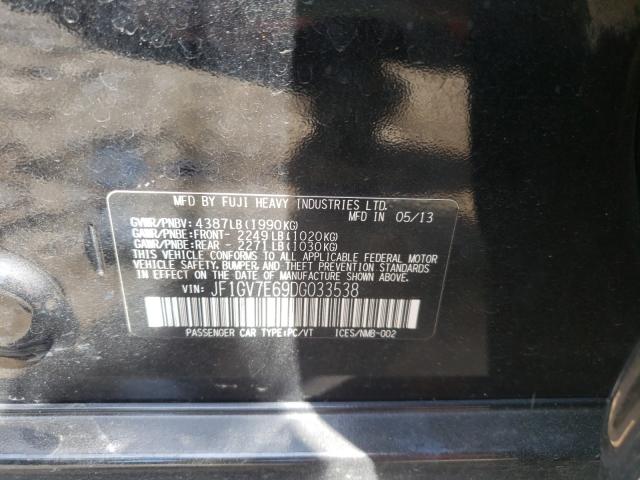 MFD BY FUJI HEAVY INDUSTRIES LTD.
MFD IN 05/13
GVWR/PNBV: 4387LB(1990KG)
GAWR/PNBE:FRONT- 2249LB(1020KG)
GAWR/PNBE:REAR - 2271LB(1030KG)
THIS VEHICLE CONFORMS TO ALL APPLICABLE FEDERAL MOTOR
VEHICLE SAFETY, BUMPER, AND THEFT PREVENTION STANDARDS
IN EFFECT ON THE DATE OF MANUFACTURE SHOWN ABOVE.
VIN: JF1GV7E69DG033538
PASSENGER CAR TYPE:PC/VT ICES/NMB-002